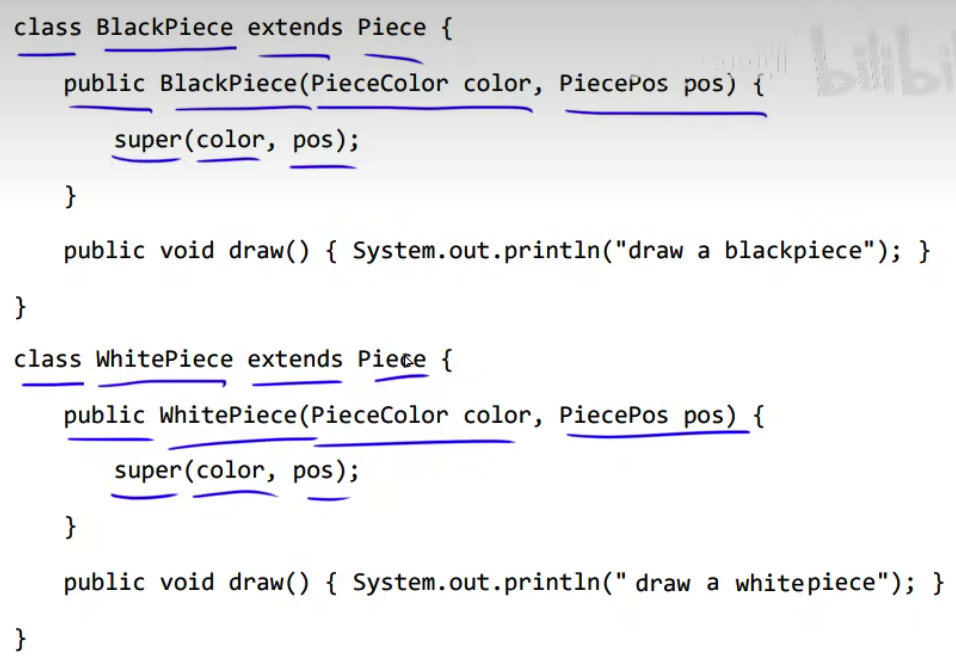 class BlackPiece extends Piece {
public BlackPiece(PieceColor color, PiecePos pos) {
super(color, pos);
}
public void draw() { System.out.println("draw a blackpiece"); }
}
class WhitePiece extends Piece {
public WhitePiece(PieceColor color, PiecePos pos) {
super(color, pos);
}
public void draw() { System.out.println(" draw a whitepiece"); }
}